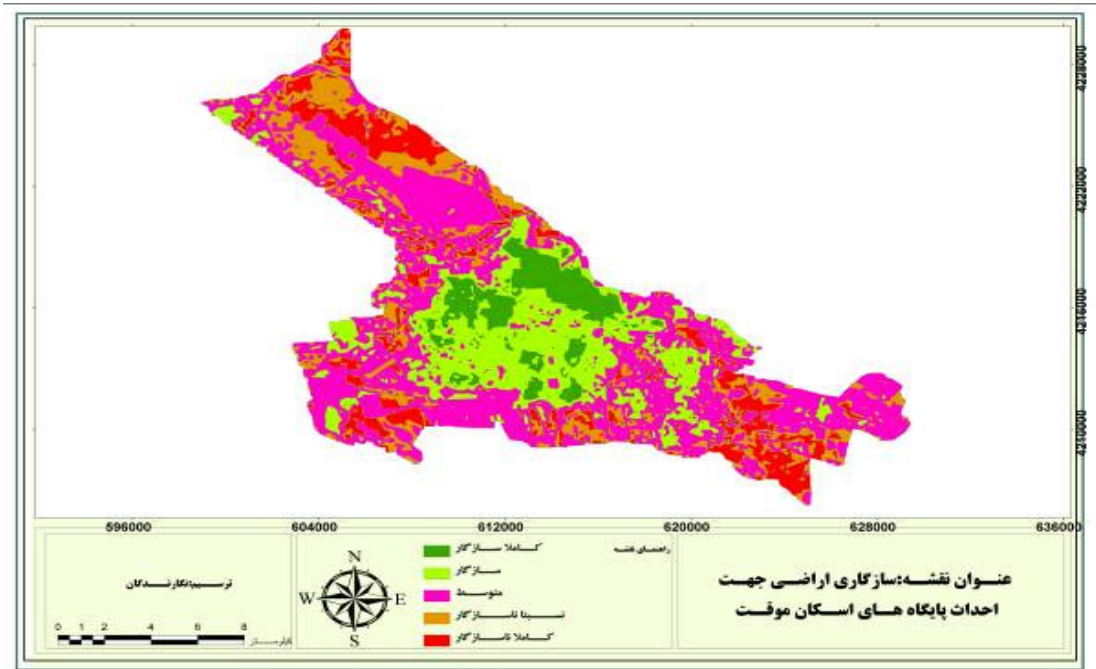 4228000
4222000
4216000
4210000
596000 604000 612000 620000 628000 636000
راهنمای نقشه
کاملا سازگار
سازگار
متوسط
نسبتا ناسازگار
کاملا ناسازگار
عنوان نقشه:سازگاری اراضی جهت
احداث پایگاه های اسکان موقت
N
W E
S
ترسیم:نگارندگان
0 1 2 4 6 8
کیلومتر